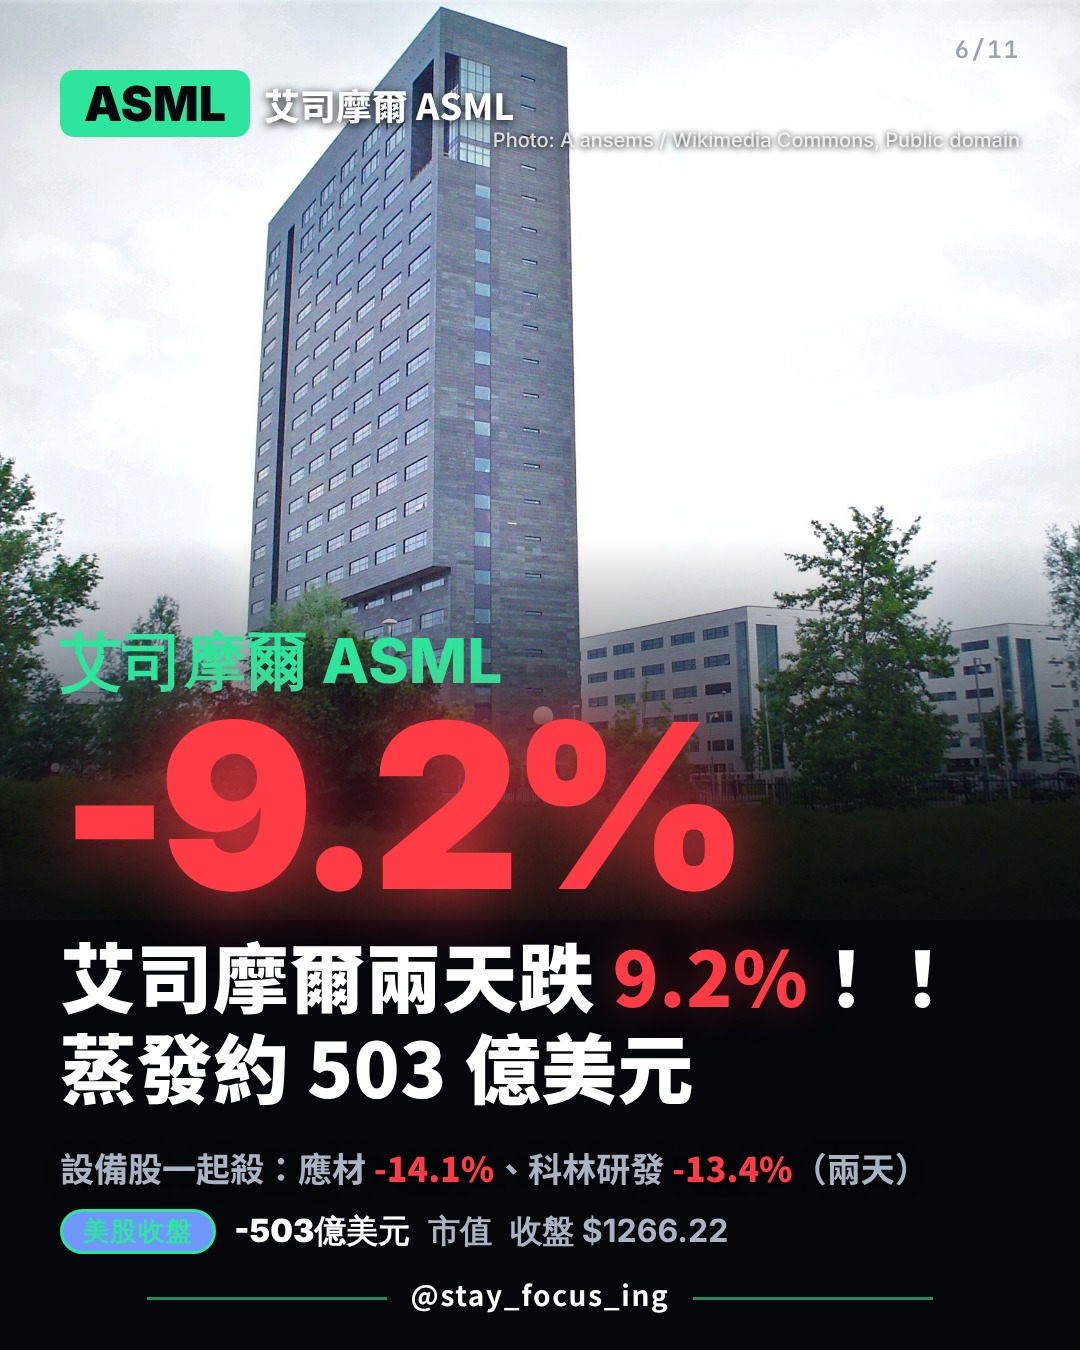 6/11
ASML 艾司摩爾 ASML
Photo: A ansems / Wikimedia Commons, Public domain
艾司摩爾 ASML
-9.2%
艾司摩爾兩天跌 9.2%！！
蒸發約 503 億美元
設備股一起殺：應材 -14.1%、科林研發 -13.4%（兩天）
美股收盤 -503億美元 市值 收盤 $1266.22
@stay_focus_ing